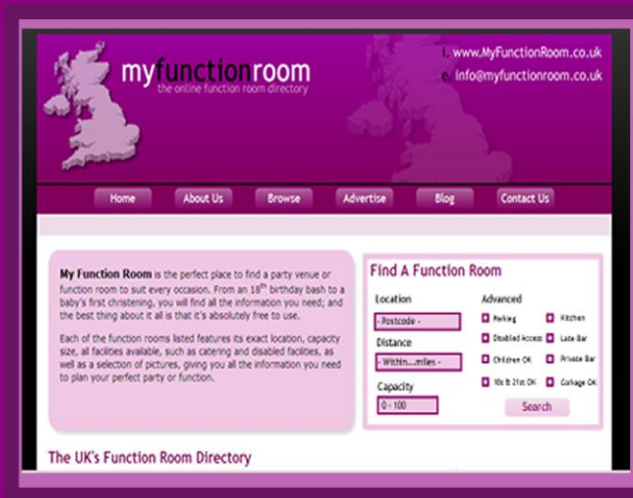 myfunctionroom
the online function room directory
i. www.MyFunctionRoom.co.uk
e. info@myfunctionroom.co.uk
Home About Us Browse Advertise Blog Contact Us
My Function Room is the perfect place to find a party venue or
function room to suit every occasion. From an 18th birthday bash to a
baby's first christening, you will find all the information you need; and
the best thing about it all is that it's absolutely free to use.
Each of the function rooms listed features its exact location, capacity
size, all facilities available, such as catering and disabled facilities, as
well as a selection of pictures, giving you all the information you need
to plan your perfect party or function.
Find A Function Room
Location
- Postcode -
Distance
- Within....miles -
Capacity
0 - 100
Advanced
Parking Kitchen
Disabled Access Late Bar
Children OK Private Bar
18s & 21st OK Corkage OK
Search
The UK's Function Room Directory